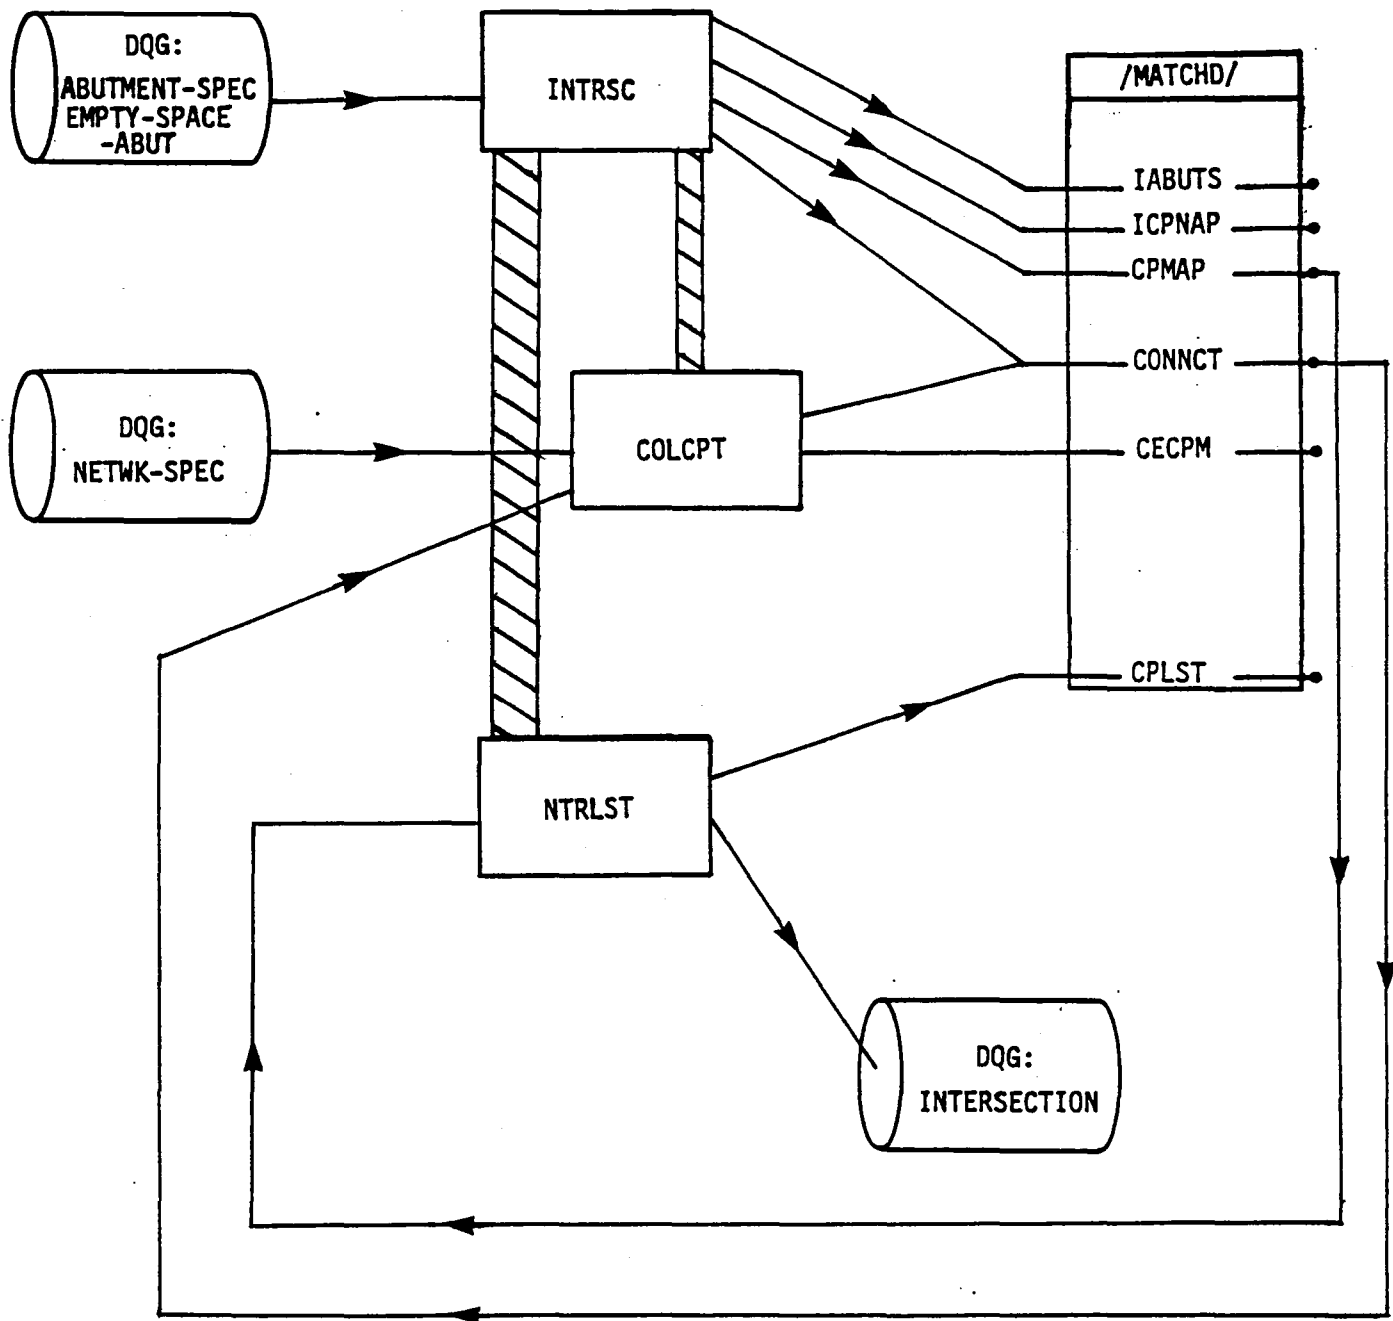 DQG:
ABUTMENT-SPEC
EMPTY-SPACE
-ABUT
INTRSC
/MATCHD/
IABUTS
ICPNAP
CPMAP
CONNCT
CECPM
CPLST
DQG:
NETWK-SPEC
COLCPT
NTRLST
DQG:
INTERSECTION